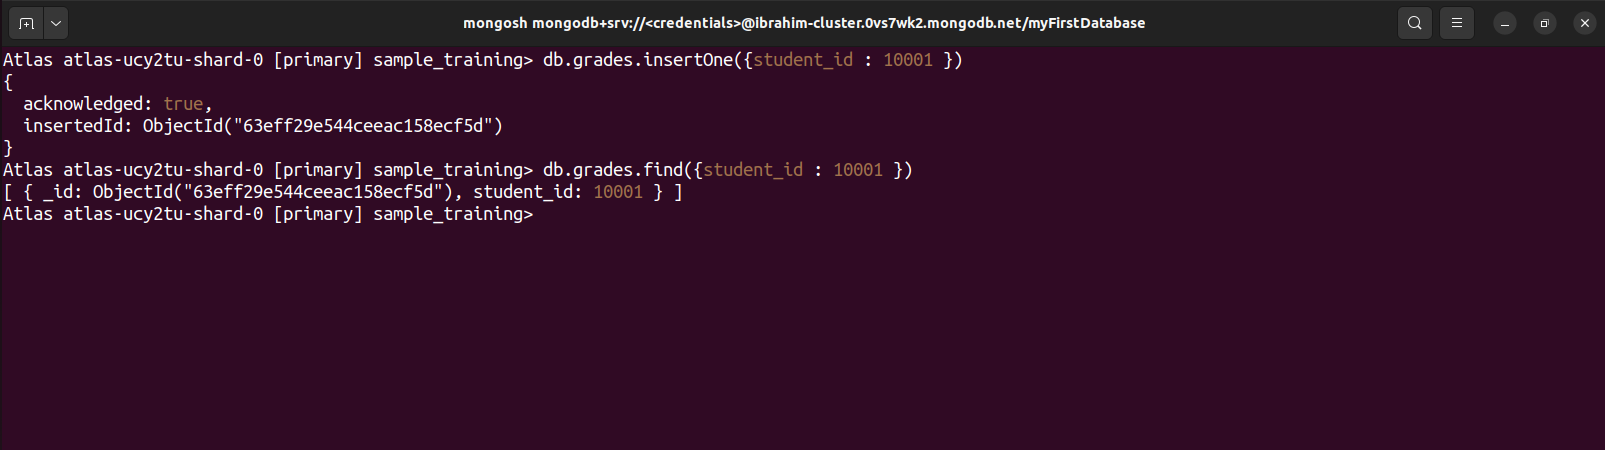 mongosh mongodb+srv://<credentials>@ibrahim-cluster.0vs7wk2.mongodb.net/myFirstDatabase
Atlas atlas-ucy2tu-shard-0 [primary] sample_training> db.grades.insertOne({student_id : 10001 })
{
  acknowledged: true,
  insertedId: ObjectId("63eff29e544ceeac158ecf5d")
}
Atlas atlas-ucy2tu-shard-0 [primary] sample_training> db.grades.find({student_id : 10001 })
[ { _id: ObjectId("63eff29e544ceeac158ecf5d"), student_id: 10001 } ]
Atlas atlas-ucy2tu-shard-0 [primary] sample_training>